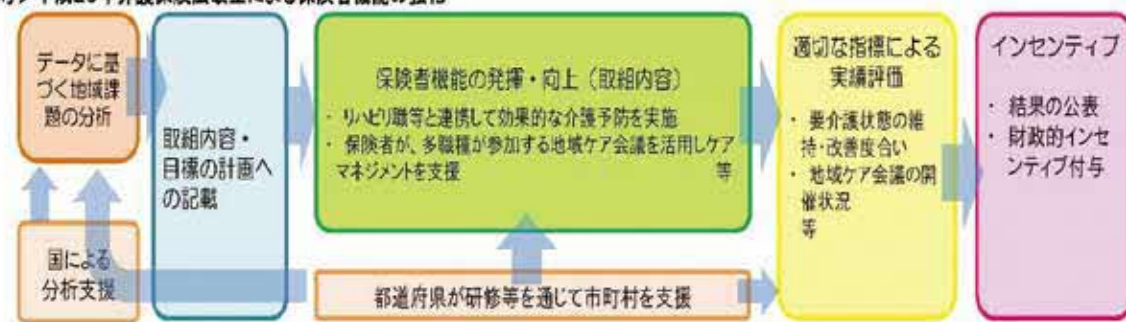 データに基
づく地域課
題の分析
国による
分析支援
取組内容・
目標の計画へ
の記載
保険者機能の発揮・向上（取組内容）
・ リハビリ職等と連携して効果的な介護予防を実施
・ 保険者が、多職種が参加する地域ケア会議を活用しケア
マネジメントを支援 等
都道府県が研修等を通じて市町村を支援
適切な指標による
実績評価
・ 要介護状態の維
持・改善度合い
・ 地域ケア会議の開
催状況
等
インセンティブ
・ 結果の公表
・ 財政的インセ
ンティブ付与